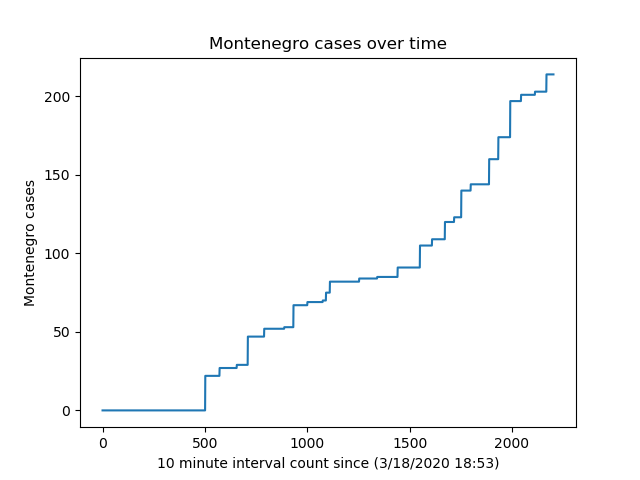 Montenegro cases over time
200
150
100
50
0
Montenegro cases
0 500 1000 1500 2000
10 minute interval count since (3/18/2020 18:53)